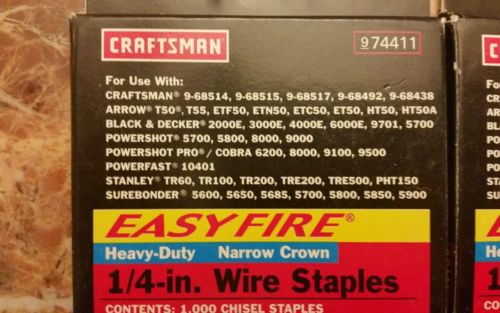 CRAFTSMAN
9 74411
For Use With:
CRAFTSMAN® 9-68514, 9-68515, 9-68517, 9-68492, 9-68438
ARROW® T50®, T55, ETF50, ETN50, ETC50, ET50, HT50, HT50A
BLACK & DECKER® 2000E, 3000E, 4000E, 6000E, 9701, 5700
POWERSHOT® 5700, 5800, 8000, 9000
POWERSHOT PRO®/ COBRA 6200, 8000, 9100, 9500
POWERFAST® 10401
STANLEY® TR60, TR100, TR200, TRE200, TRE500, PHT150
SUREBONDER® 5600, 5650, 5685, 5700, 5800, 5850, 5900
EASYFIRE®
Heavy-Duty Narrow Crown
1/4-in. Wire Staples
CONTENTS: 1,000 CHISEL STAPLES